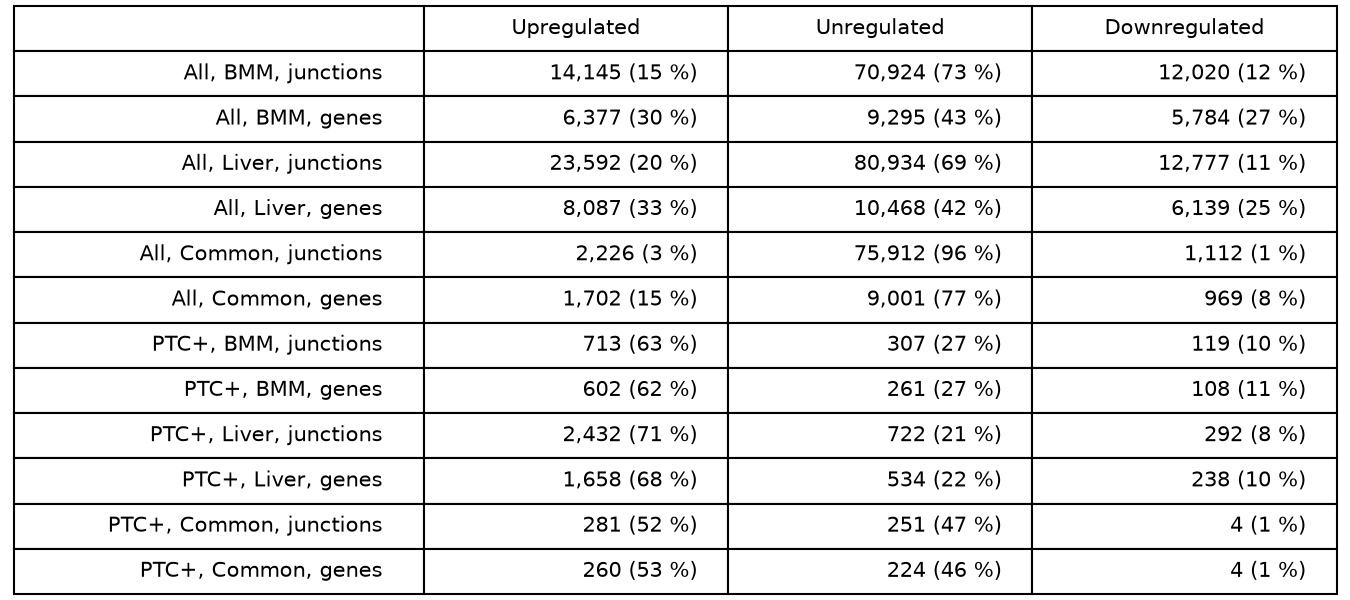 Upregulated Unregulated Downregulated
All, BMM, junctions 14,145 (15 %) 70,924 (73 %) 12,020 (12 %)
All, BMM, genes 6,377 (30 %) 9,295 (43 %) 5,784 (27 %)
All, Liver, junctions 23,592 (20 %) 80,934 (69 %) 12,777 (11 %)
All, Liver, genes 8,087 (33 %) 10,468 (42 %) 6,139 (25 %)
All, Common, junctions 2,226 (3 %) 75,912 (96 %) 1,112 (1 %)
All, Common, genes 1,702 (15 %) 9,001 (77 %) 969 (8 %)
PTC+, BMM, junctions 713 (63 %) 307 (27 %) 119 (10 %)
PTC+, BMM, genes 602 (62 %) 261 (27 %) 108 (11 %)
PTC+, Liver, junctions 2,432 (71 %) 722 (21 %) 292 (8 %)
PTC+, Liver, genes 1,658 (68 %) 534 (22 %) 238 (10 %)
PTC+, Common, junctions 281 (52 %) 251 (47 %) 4 (1 %)
PTC+, Common, genes 260 (53 %) 224 (46 %) 4 (1 %)